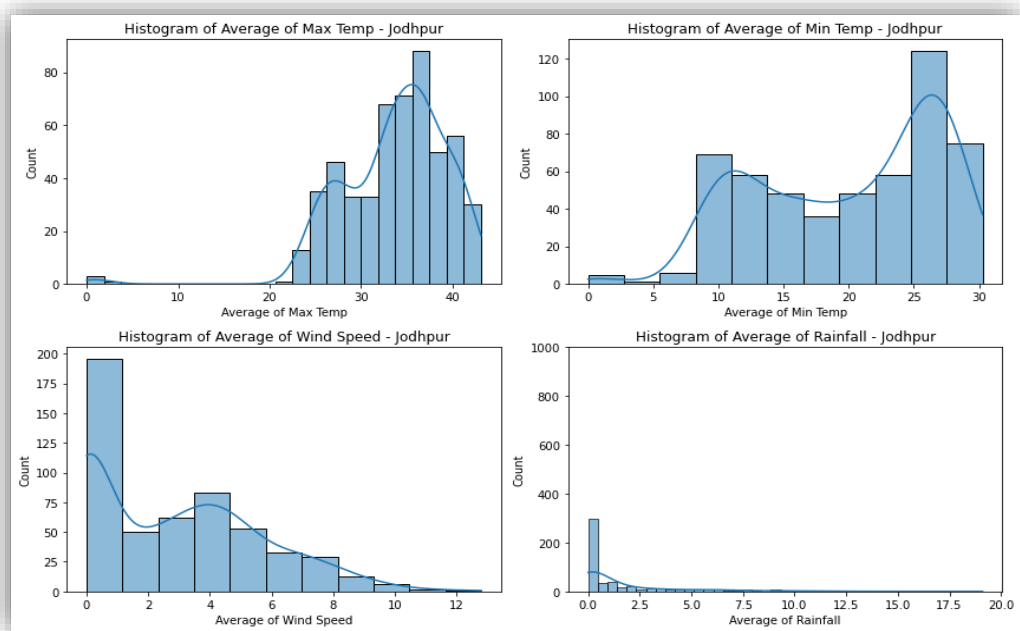 Histogram of Average of Max Temp - Jodhpur
80
60
40
20
0
Count
0 10 20 30 40
Average of Max Temp
Histogram of Average of Min Temp - Jodhpur
120
100
80
60
40
20
0
Count
0 5 10 15 20 25 30
Average of Min Temp
Histogram of Average of Wind Speed - Jodhpur
200
175
150
125
100
75
50
25
0
Count
0 2 4 6 8 10 12
Average of Wind Speed
Histogram of Average of Rainfall - Jodhpur
1000
800
600
400
200
0
Count
0.0 2.5 5.0 7.5 10.0 12.5 15.0 17.5 20.0
Average of Rainfall